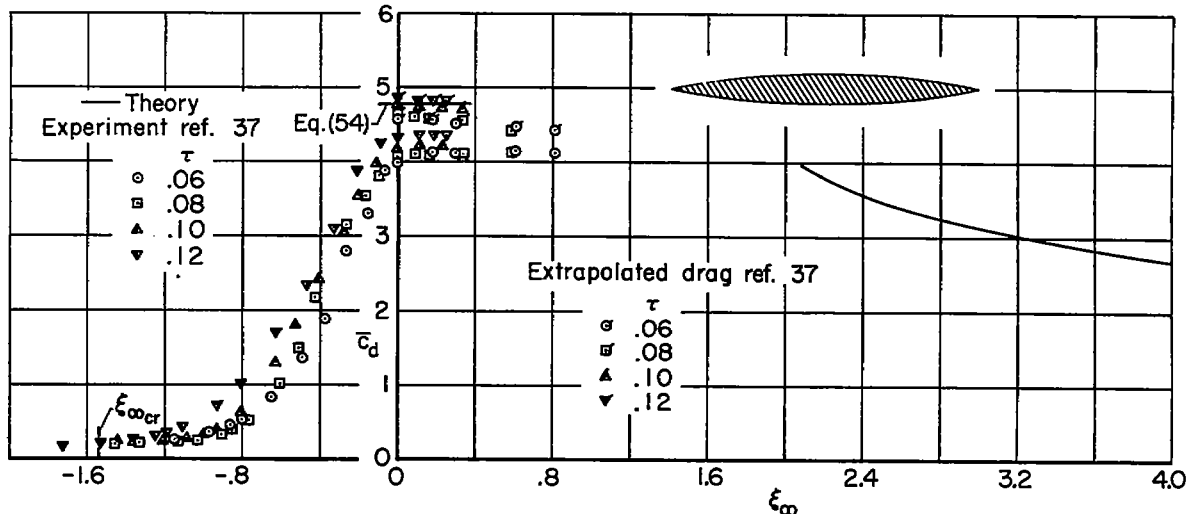 6
5
4
3
2
1
0
c̄d
— Theory
Experiment ref. 37
τ
⊙ .06
⊡ .08
▵ .10
▿ .12
Eq.(54)
Extrapolated drag ref. 37
τ
.06
.08
.10
.12
ξ∞cr
-1.6
-.8
0
.8
1.6
2.4
3.2
4.0
ξ∞